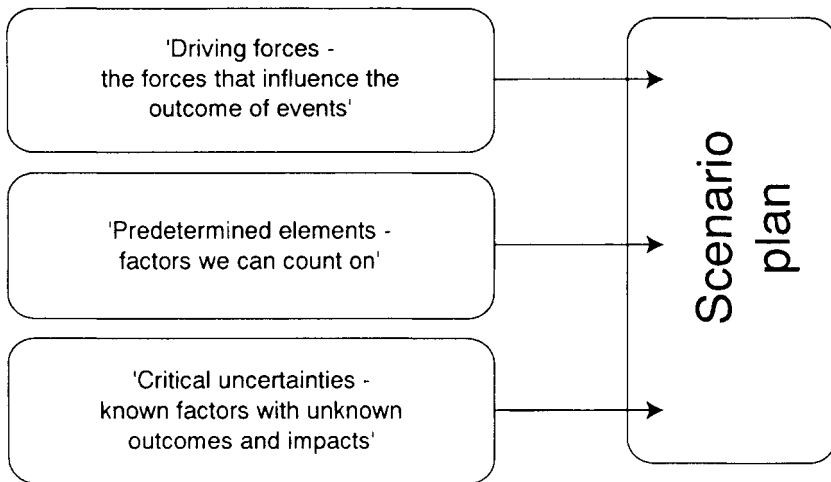 'Driving forces -
the forces that influence the
outcome of events'
'Predetermined elements -
factors we can count on'
'Critical uncertainties -
known factors with unknown
outcomes and impacts'
Scenario
plan